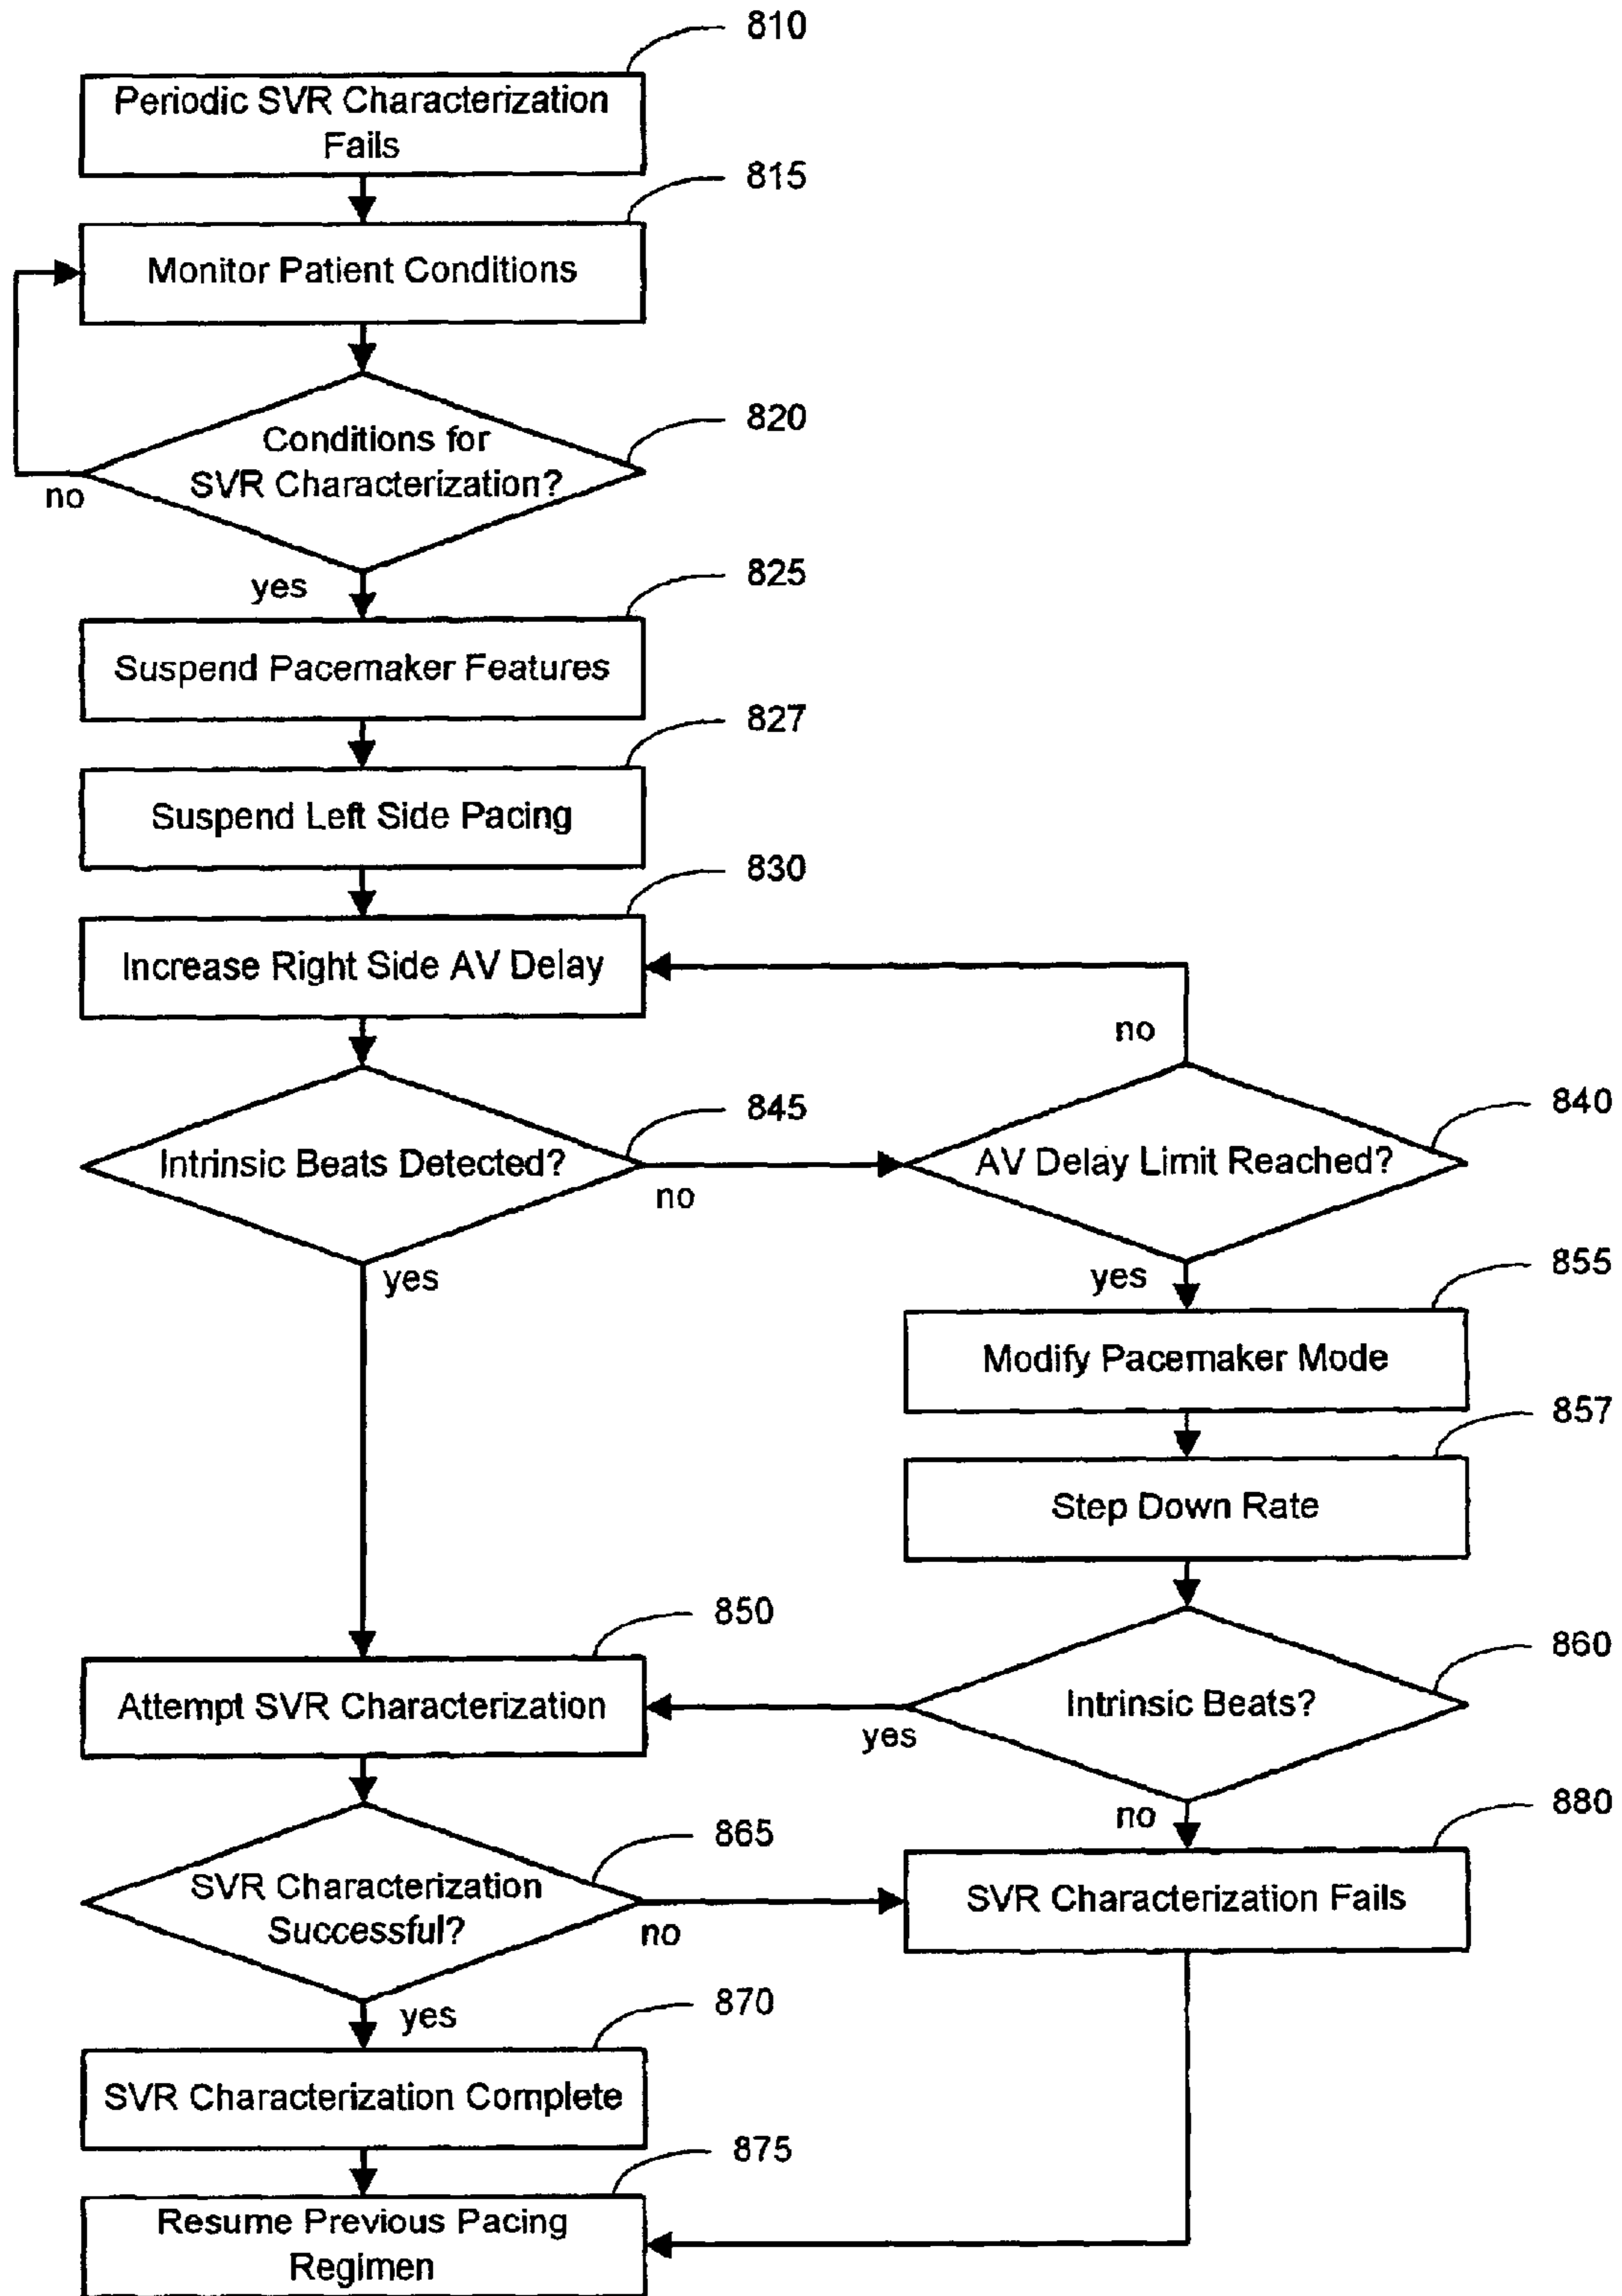 810
Periodic SVR Characterization
Fails
815
Monitor Patient Conditions
820
Conditions for
SVR Characterization?
no
yes
825
Suspend Pacemaker Features
827
Suspend Left Side Pacing
830
Increase Right Side AV Delay
no
845
Intrinsic Beats Detected?
no
yes
840
AV Delay Limit Reached?
yes
855
Modify Pacemaker Mode
857
Step Down Rate
850
Attempt SVR Characterization
860
Intrinsic Beats?
yes
no
865
SVR Characterization
Successful?
no
yes
880
SVR Characterization Fails
870
SVR Characterization Complete
875
Resume Previous Pacing
Regimen